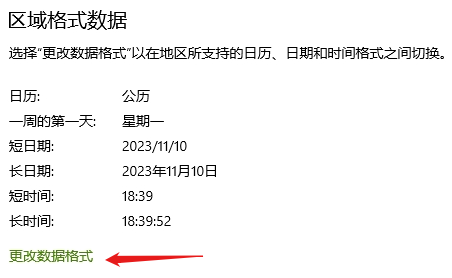 区域格式数据
选择“更改数据格式”以在地区所支持的日历、日期和时间格式之间切换。
日历: 公历
一周的第一天: 星期一
短日期: 2023/11/10
长日期: 2023年11月10日
短时间: 18:39
长时间: 18:39:52
更改数据格式